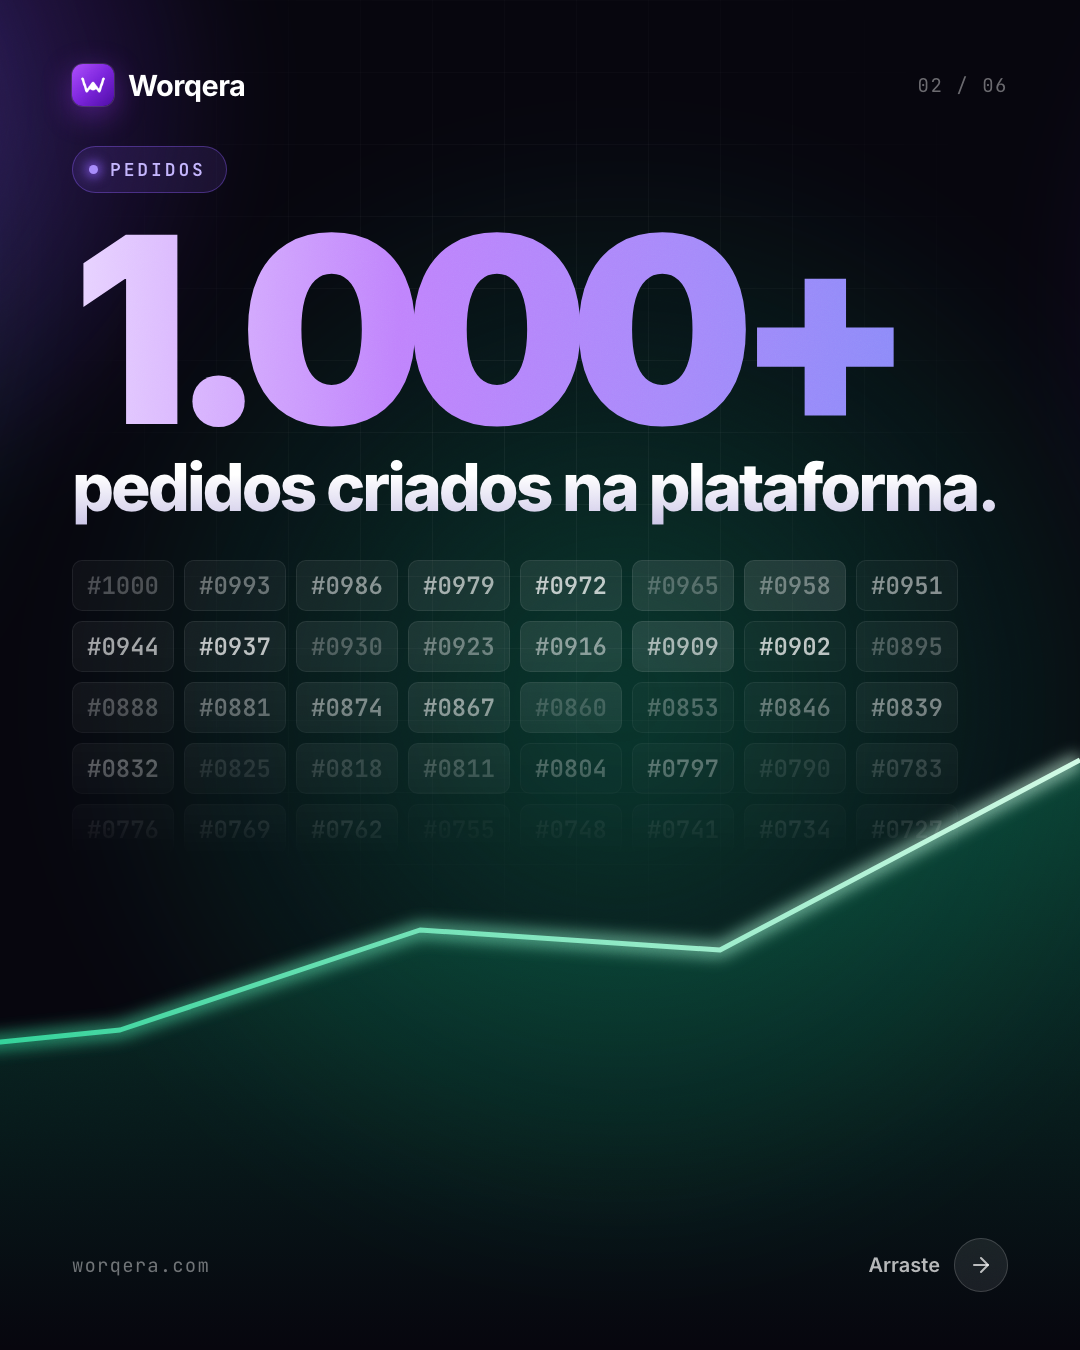 Worqera
02 / 06
PEDIDOS
1.000+
pedidos criados na plataforma.
#1000 #0993 #0986 #0979 #0972 #0965 #0958 #0951
#0944 #0937 #0930 #0923 #0916 #0909 #0902 #0895
#0888 #0881 #0874 #0867 #0860 #0853 #0846 #0839
#0832 #0825 #0818 #0811 #0804 #0797 #0790 #0783
#0776 #0769 #0762 #0755 #0748 #0741 #0734 #0727
worqera.com
Arraste